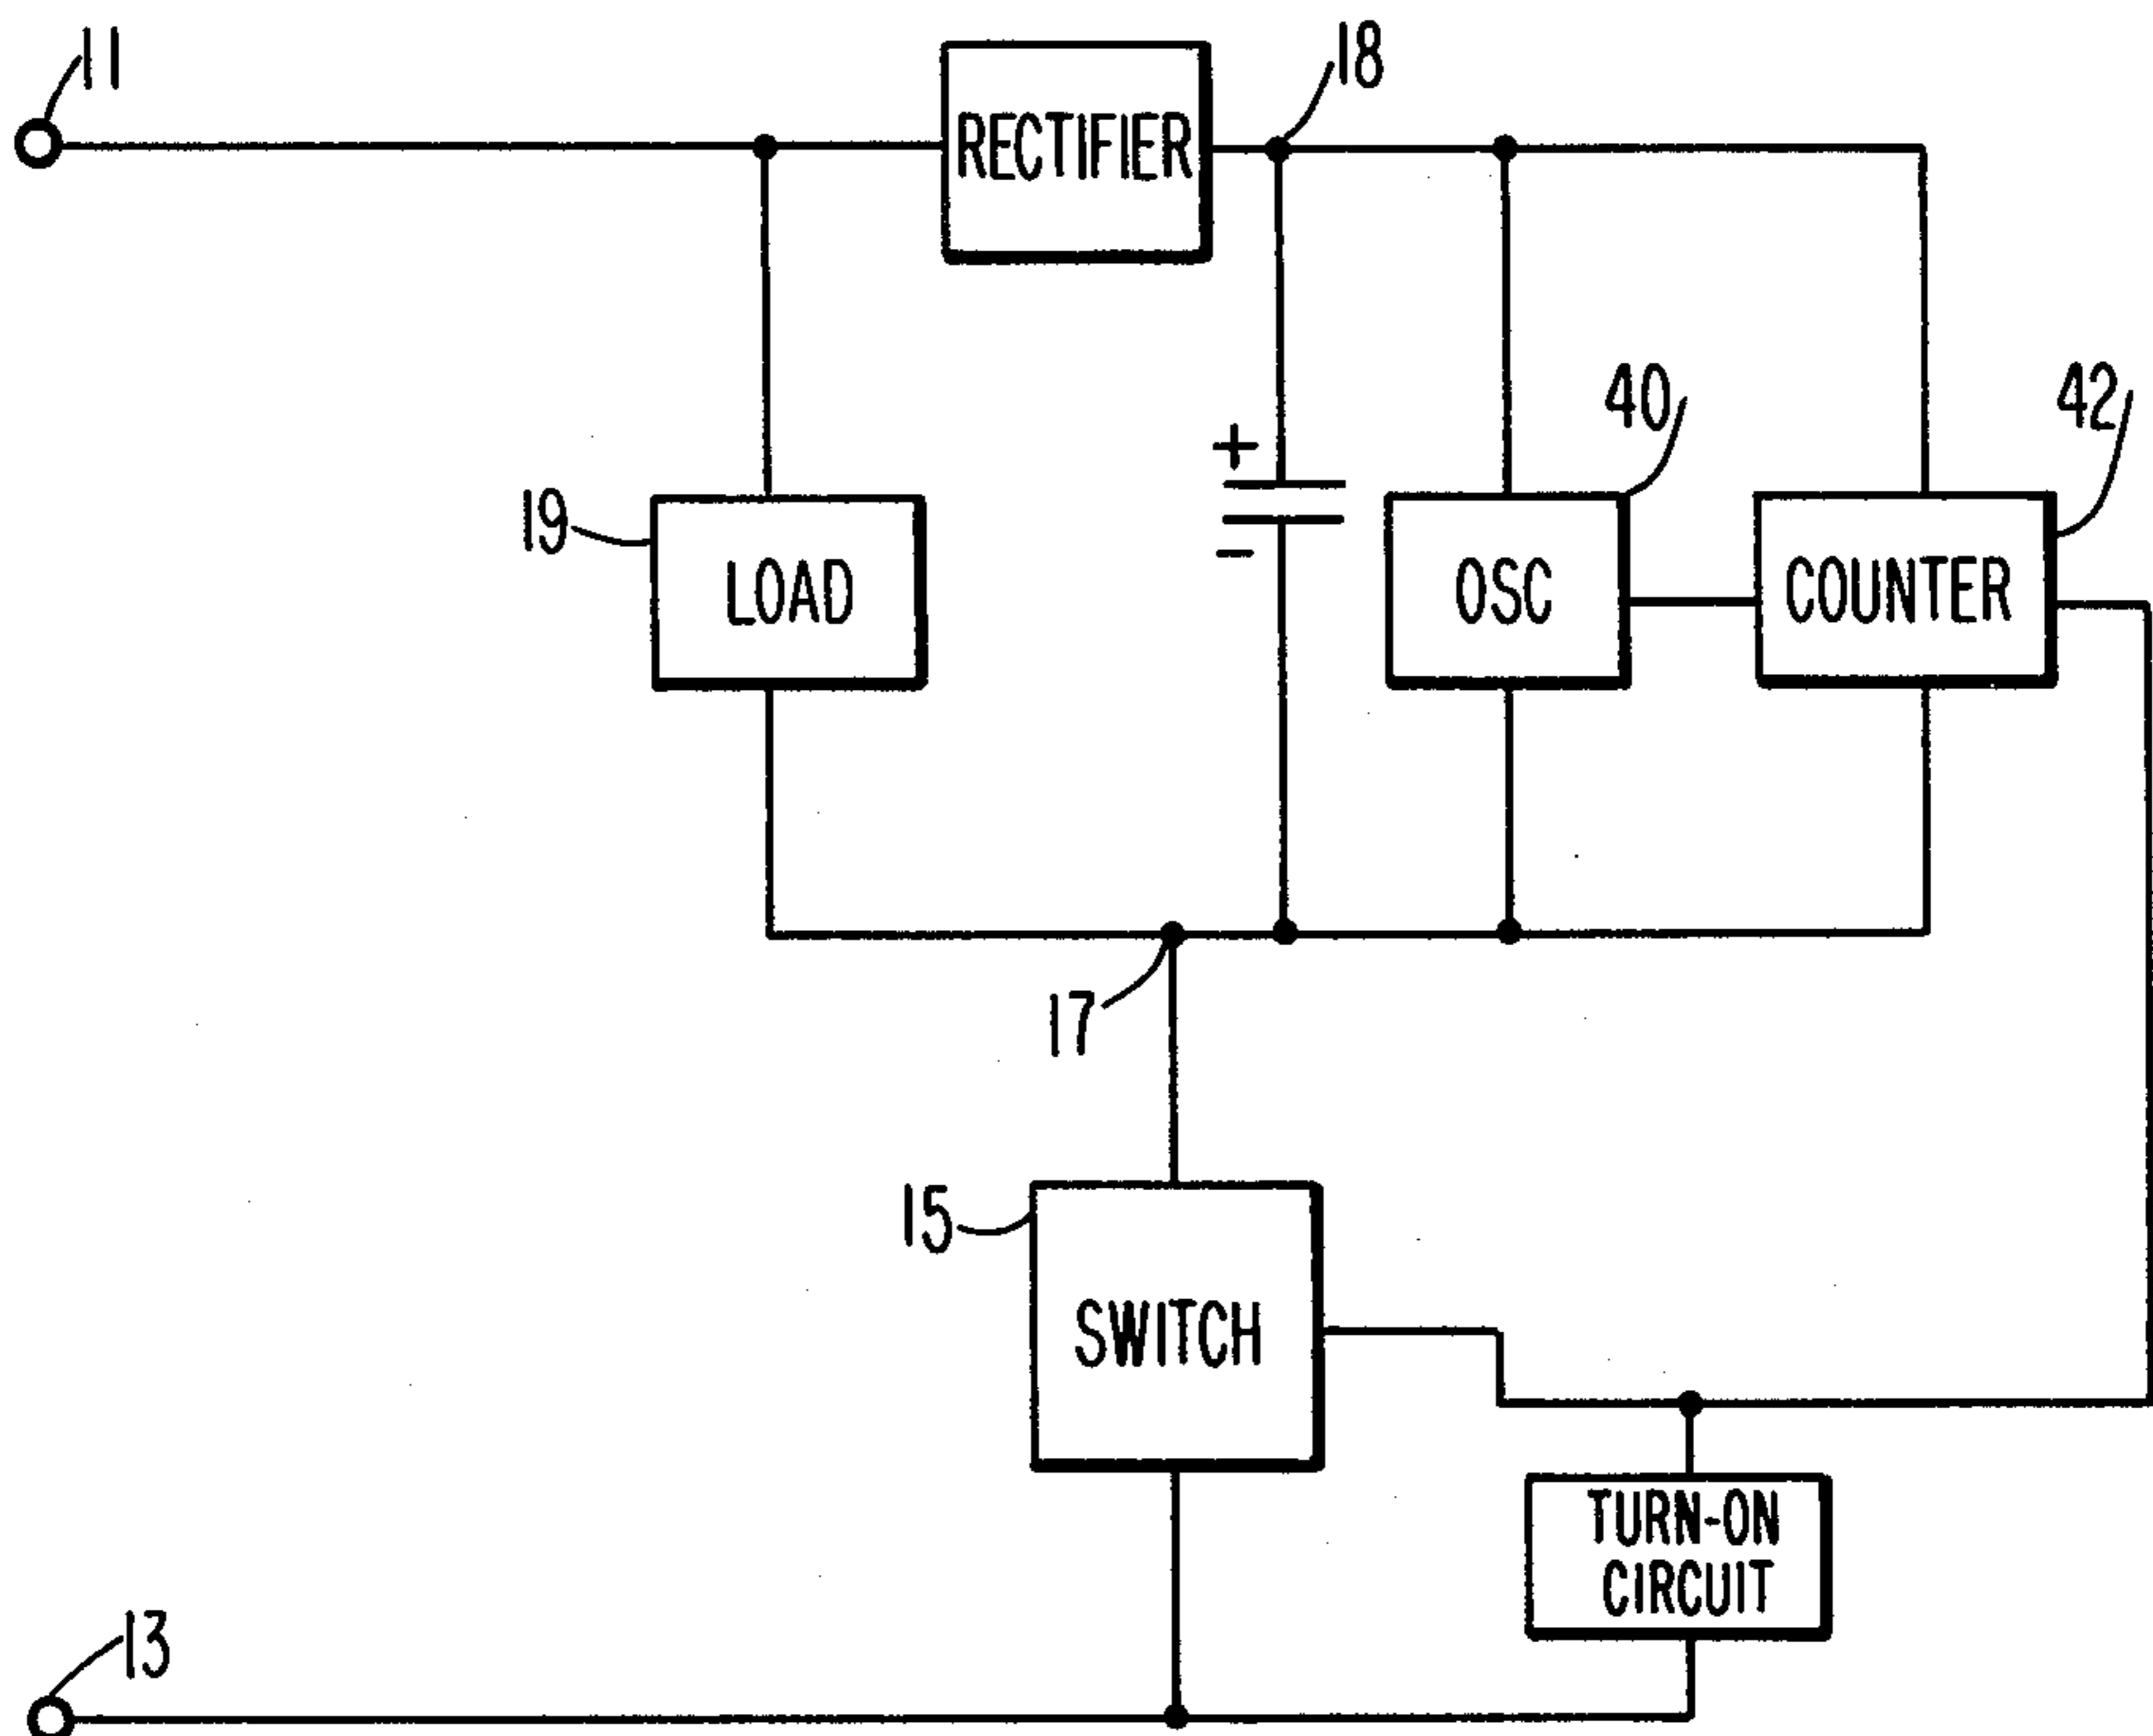 11
RECTIFIER
18
40
42
+
-
19
LOAD
OSC
COUNTER
17
15
SWITCH
TURN-ON
CIRCUIT
13